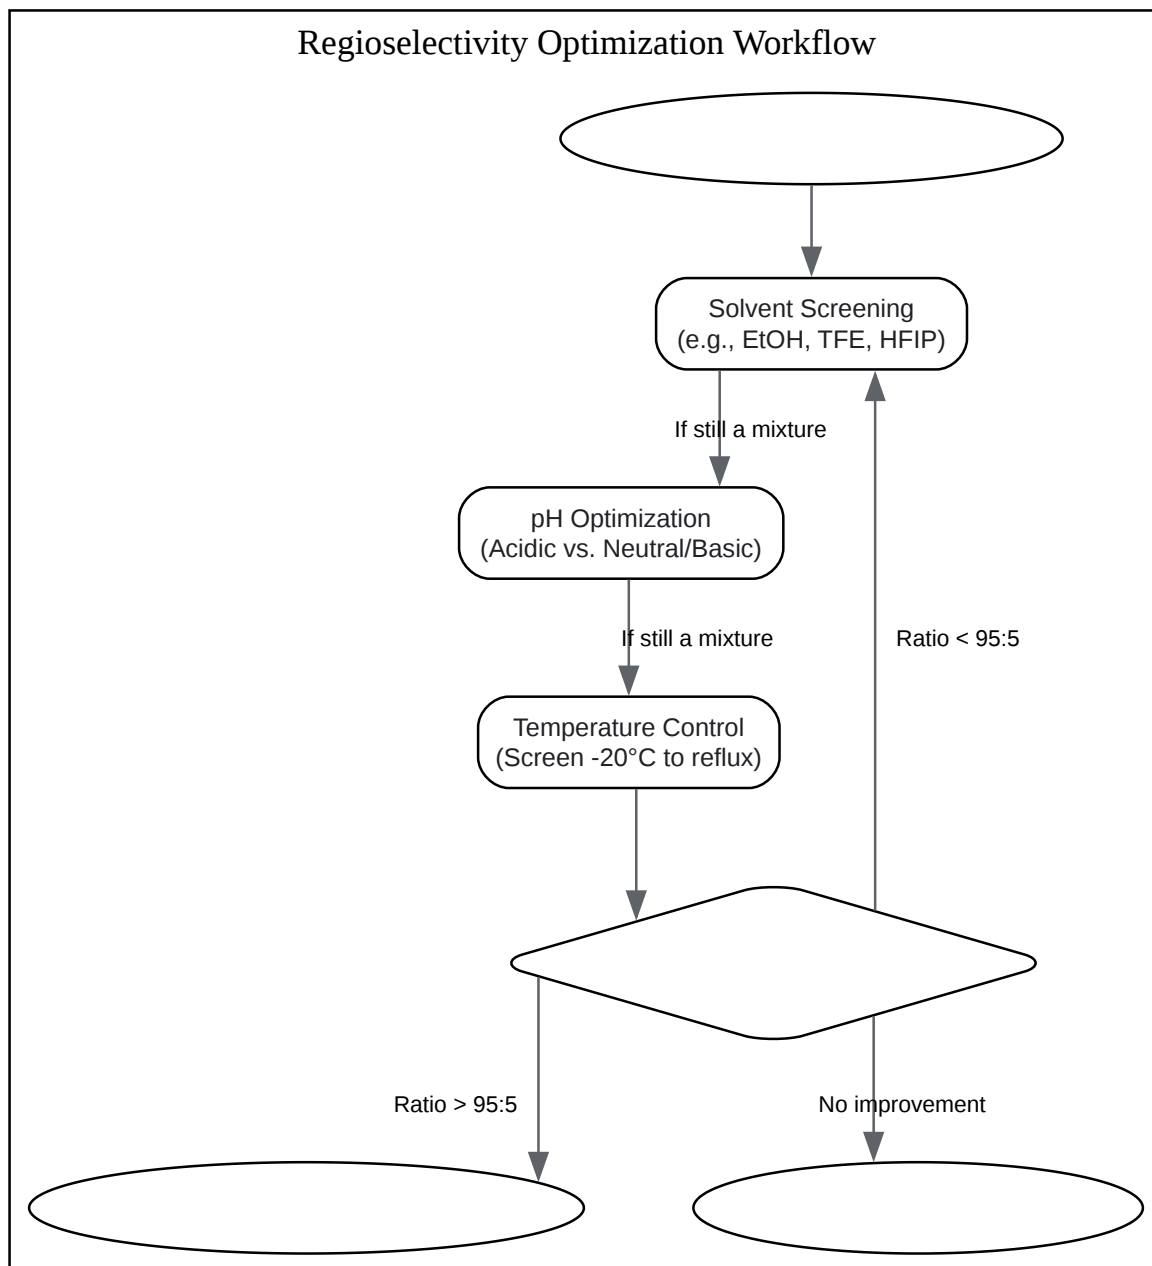 Regioselectivity Optimization Workflow
Solvent Screening
(e.g., EtOH, TFE, HFIP)
If still a mixture
pH Optimization
(Acidic vs. Neutral/Basic)
If still a mixture
Ratio < 95:5
Temperature Control
(Screen -20°C to reflux)
Ratio > 95:5
No improvement